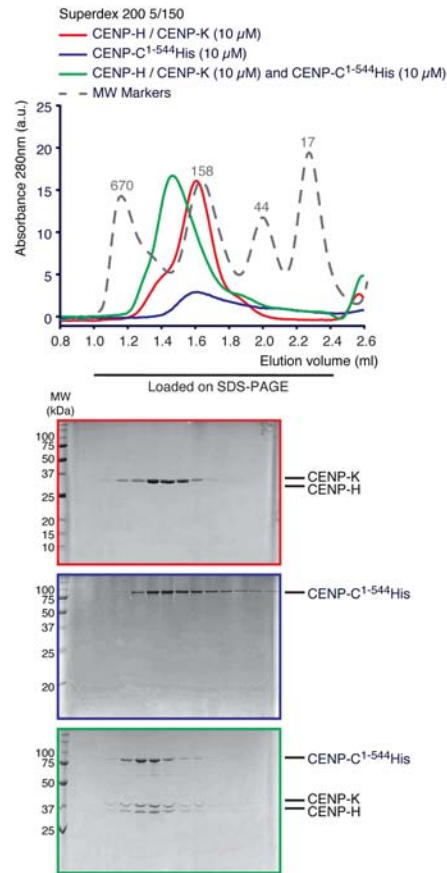 Superdex 200 5/150
CENP-H / CENP-K (10 µM)
CENP-C1-544His (10 µM)
CENP-H / CENP-K (10 µM) and CENP-C1-544His (10 µM)
MW Markers
Absorbance 280nm (a.u.)
25
20
15
10
5
0
670
158
44
17
0.8 1.0 1.2 1.4 1.6 1.8 2.0 2.2 2.4 2.6
Elution volume (ml)
Loaded on SDS-PAGE
MW
(kDa)
100
75
50
37
25
20
15
10
CENP-K
CENP-H
100
75
50
37
25
20
CENP-C1-544His
100
75
50
37
25
CENP-C1-544His
CENP-K
CENP-H